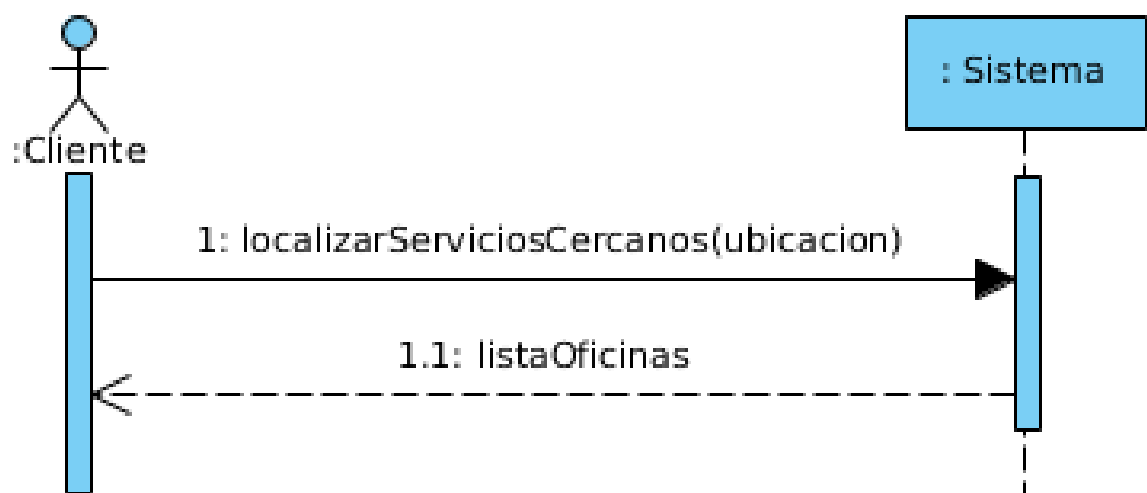 :Cliente
: Sistema
1: localizarServiciosCercanos(ubicacion)
1.1: listaOficinas